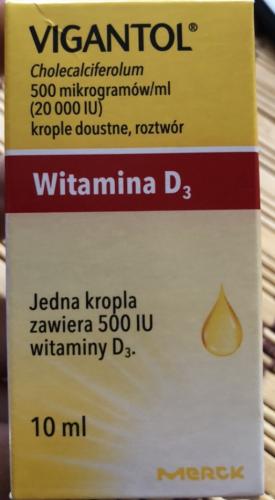 VIGANTOL®
Cholecalciferolum
500 mikrogramów/ml
(20 000 IU)
krople doustne, roztwór
Witamina D₃
Jedna kropla
zawiera 500 IU
witaminy D₃.
10 ml
MERCK